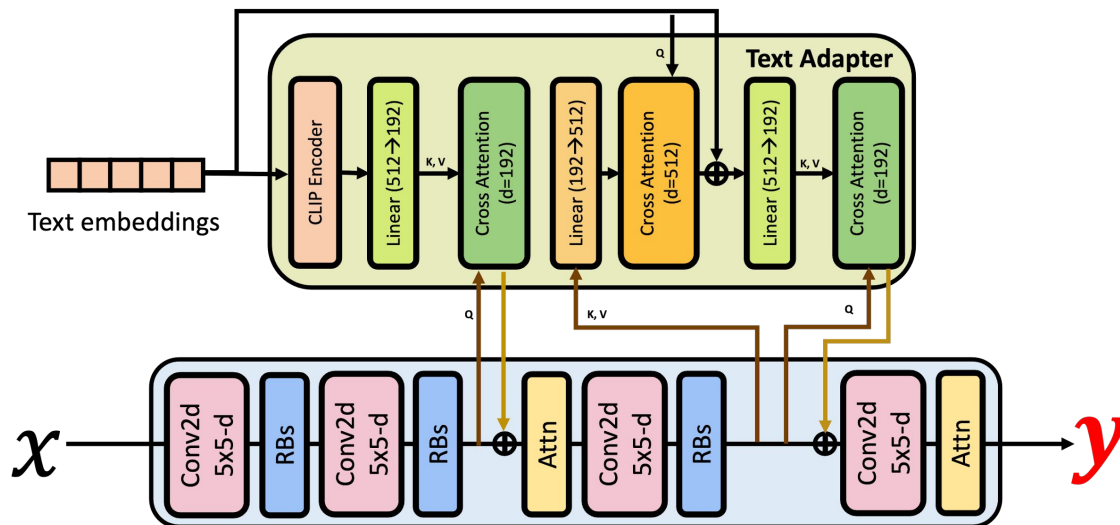 Text Adapter
Q
CLIP Encoder
Linear (512→192)
K, V
Cross Attention
(d=192)
Linear (192→512)
Cross Attention
(d=512)
Linear (512→192)
K, V
Cross Attention
(d=192)
Text embeddings
Q
K, V
Q
x
Conv2d
5x5-d
RBs
Conv2d
5x5-d
RBs
Attn
Conv2d
5x5-d
RBs
Conv2d
5x5-d
Attn
y